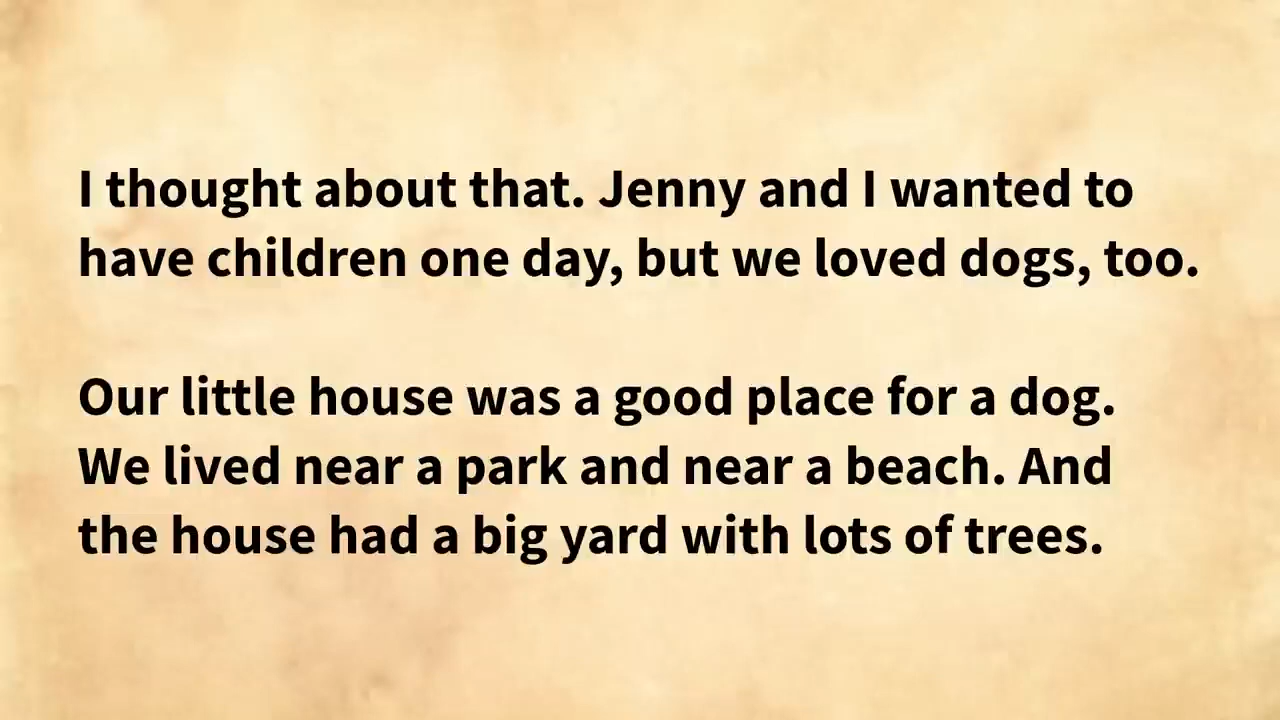 I thought about that. Jenny and I wanted to
have children one day, but we loved dogs, too.
Our little house was a good place for a dog.
We lived near a park and near a beach. And
the house had a big yard with lots of trees.